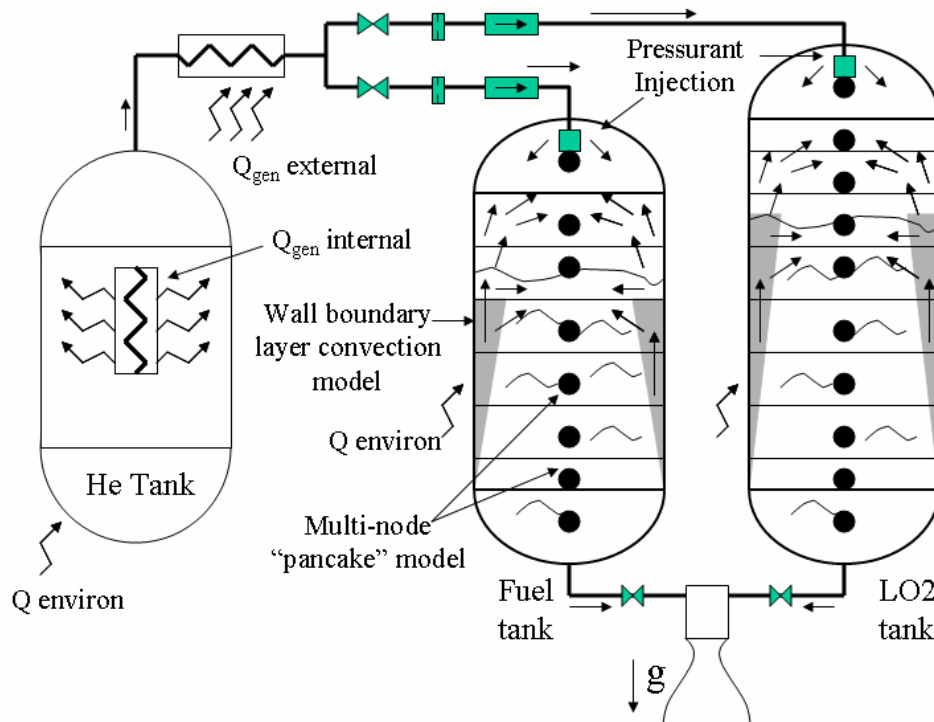 Pressurant
Injection
Q_gen external
Q_gen internal
Wall boundary
layer convection
model
Q environ
He Tank
Multi-node
“pancake” model
Q environ
Fuel
tank
LO2
tank
g